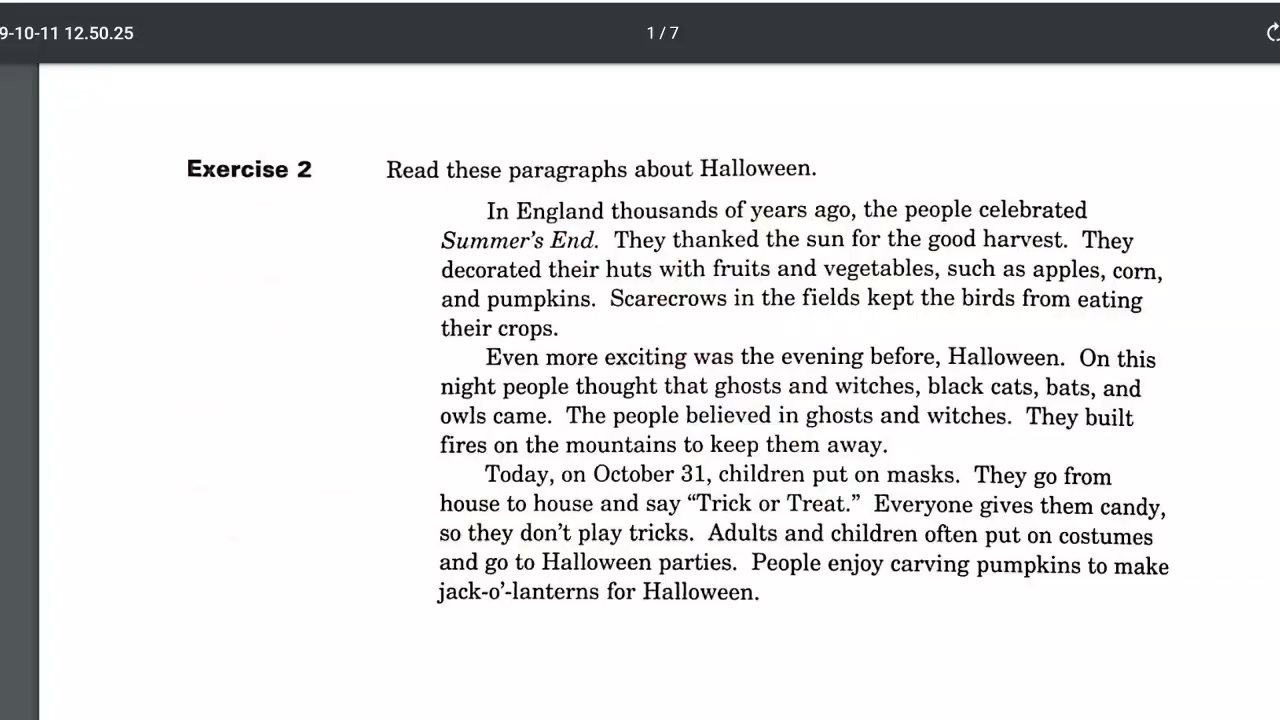 9-10-11 12.50.25
1 / 7
Exercise 2 Read these paragraphs about Halloween.
In England thousands of years ago, the people celebrated
Summer's End. They thanked the sun for the good harvest. They
decorated their huts with fruits and vegetables, such as apples, corn,
and pumpkins. Scarecrows in the fields kept the birds from eating
their crops.
Even more exciting was the evening before, Halloween. On this
night people thought that ghosts and witches, black cats, bats, and
owls came. The people believed in ghosts and witches. They built
fires on the mountains to keep them away.
Today, on October 31, children put on masks. They go from
house to house and say “Trick or Treat.” Everyone gives them candy,
so they don't play tricks. Adults and children often put on costumes
and go to Halloween parties. People enjoy carving pumpkins to make
jack-o'-lanterns for Halloween.